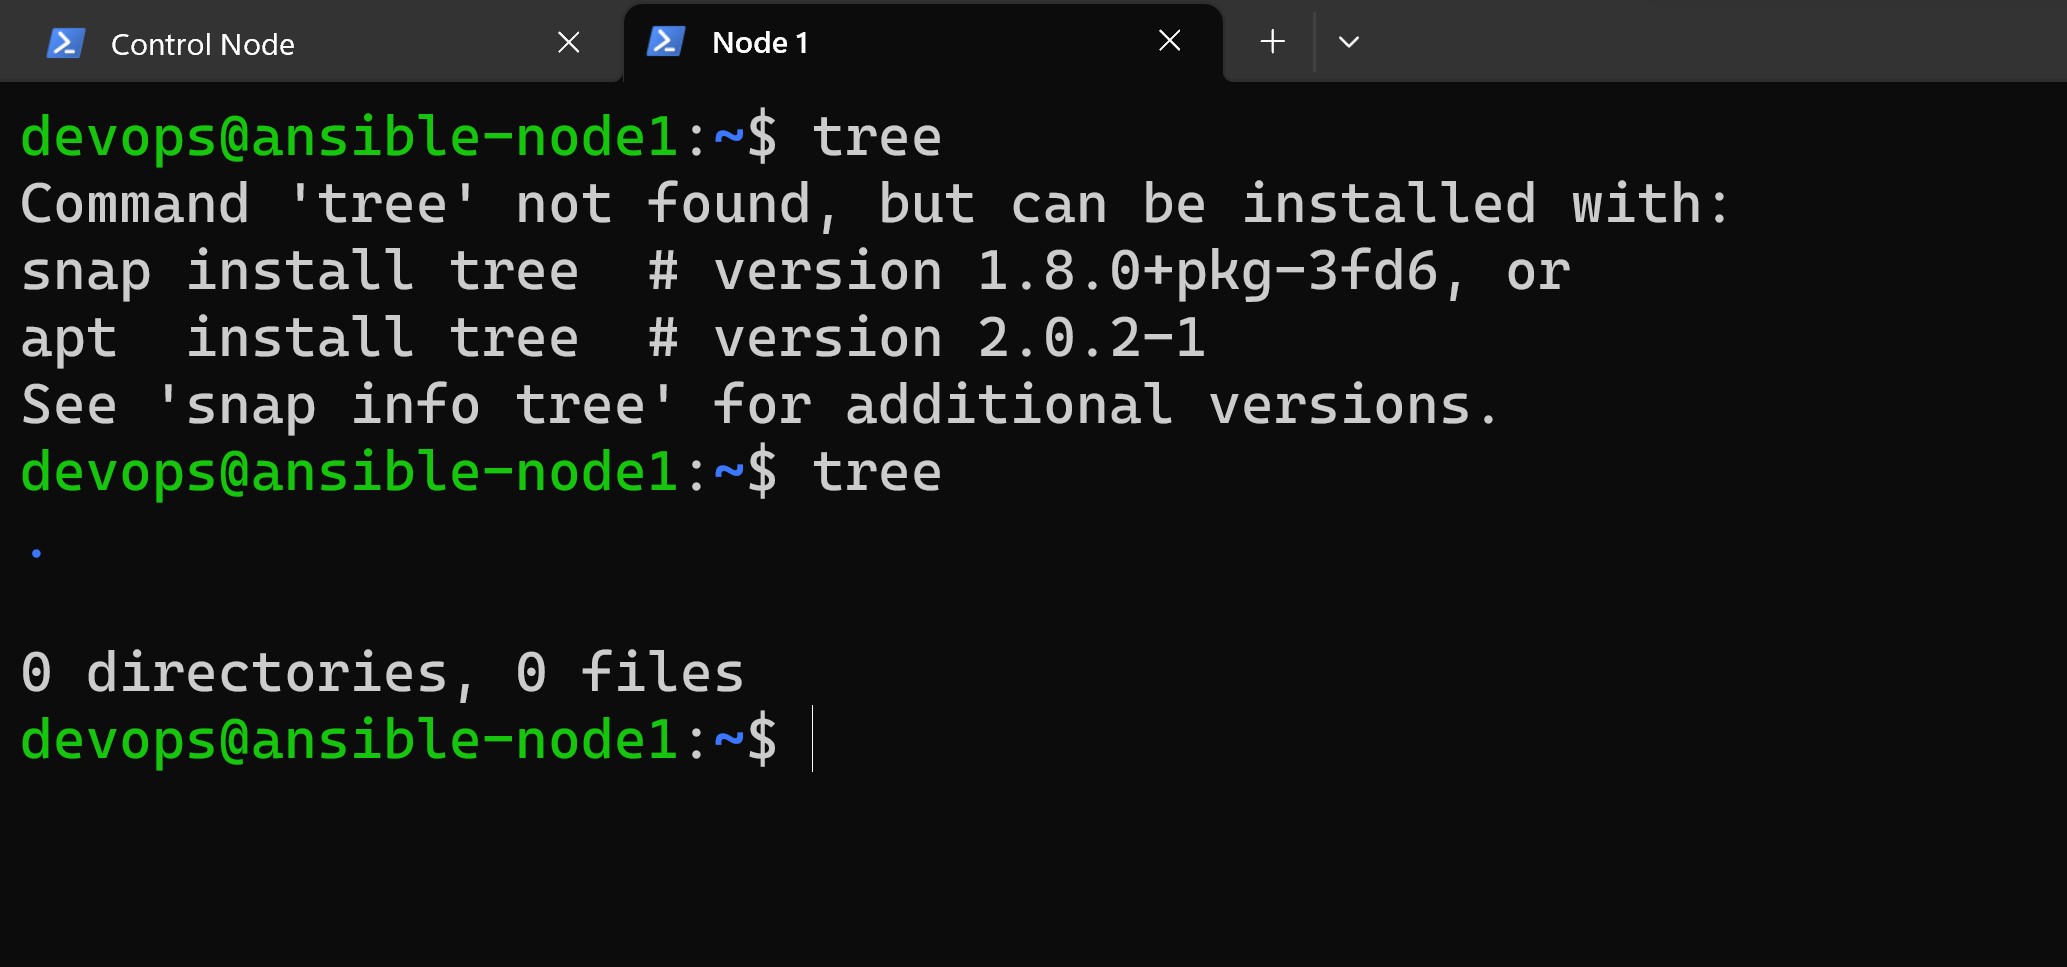 Control Node
Node 1
devops@ansible-node1:~$ tree
Command 'tree' not found, but can be installed with:
snap install tree  # version 1.8.0+pkg-3fd6, or
apt  install tree  # version 2.0.2-1
See 'snap info tree' for additional versions.
devops@ansible-node1:~$ tree
.
0 directories, 0 files
devops@ansible-node1:~$